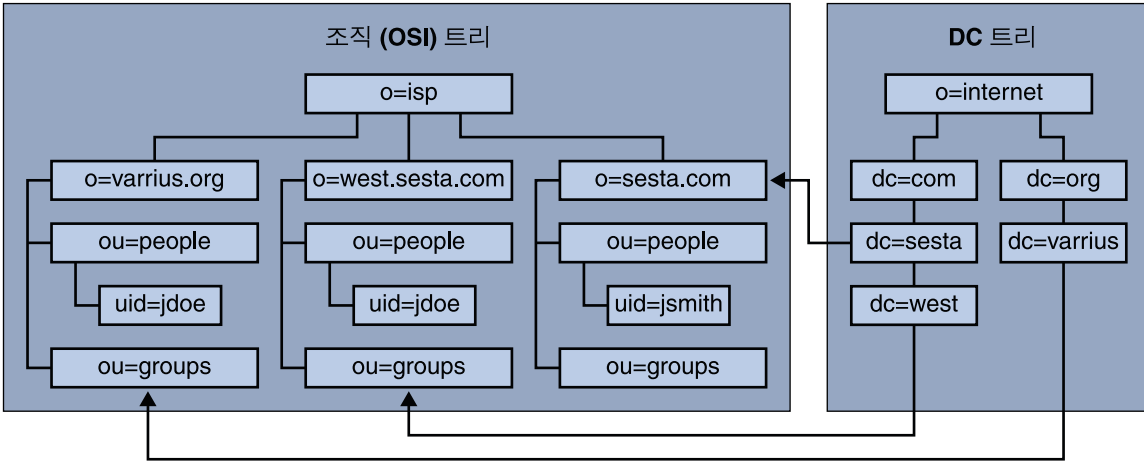 조직 (OSI) 트리
o=isp
o=varrius.org
o=west.sesta.com
o=sesta.com
ou=people
ou=people
ou=people
uid=jdoe
uid=jdoe
uid=jsmith
ou=groups
ou=groups
ou=groups
DC 트리
o=internet
dc=com
dc=org
dc=sesta
dc=varrius
dc=west